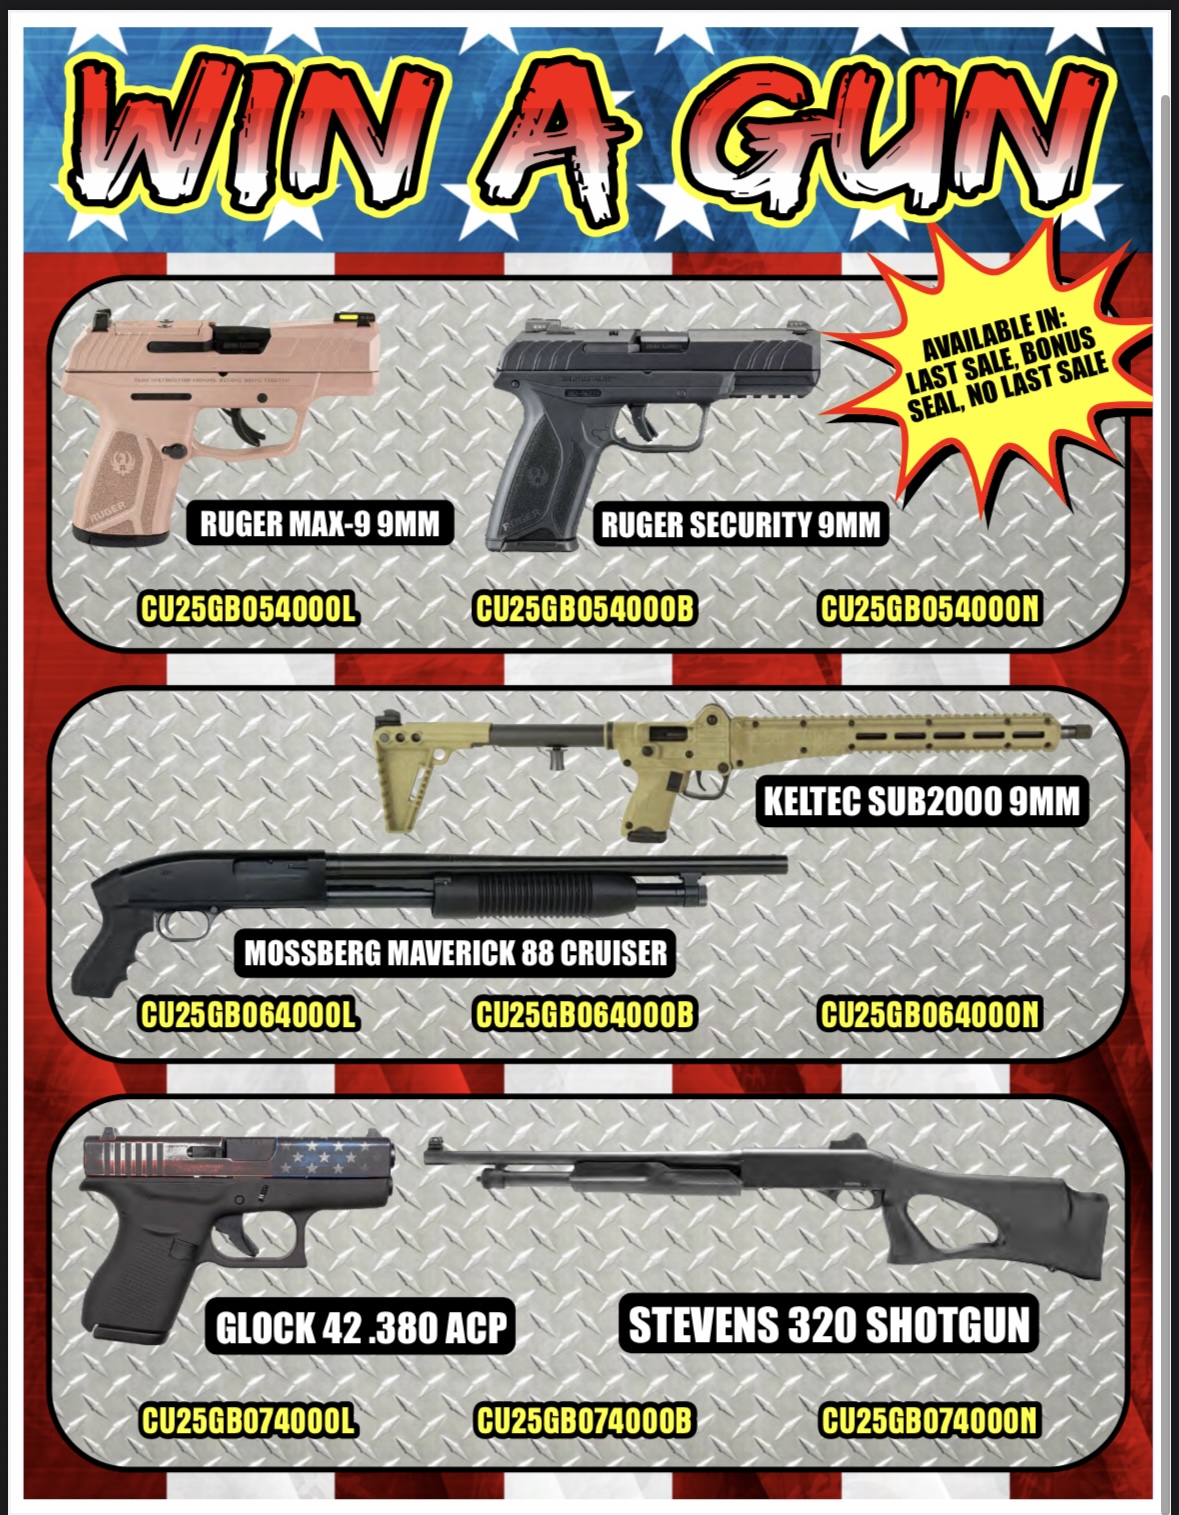 WIN A GUN
AVAILABLE IN:
LAST SALE, BONUS
SEAL, NO LAST SALE
RUGER
RUGER MAX-9 9MM
RUGER
RUGER SECURITY 9MM
CU25GB054000L
CU25GB054000B
CU25GB054000N
KELTEC SUB2000 9MM
MOSSBERG MAVERICK 88 CRUISER
CU25GB064000L
CU25GB064000B
CU25GB064000N
GLOCK 42 .380 ACP
STEVENS 320 SHOTGUN
CU25GB074000L
CU25GB074000B
CU25GB074000N